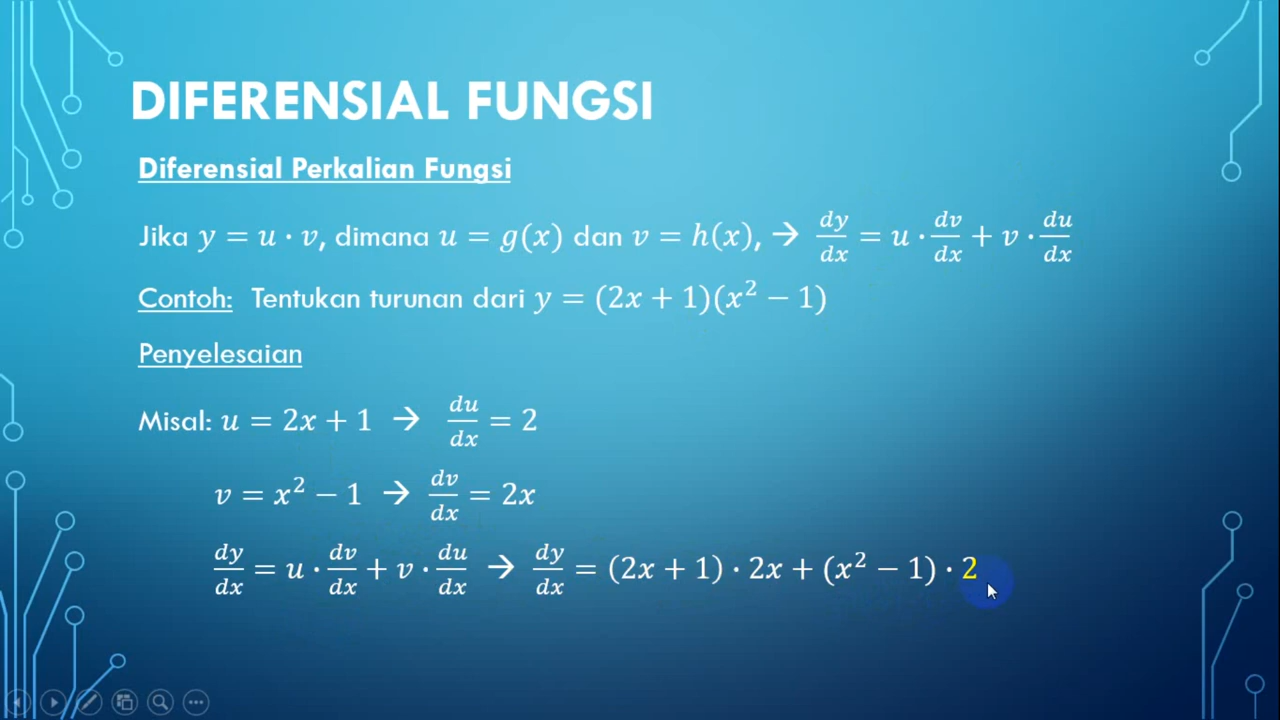 DIFERENSIAL FUNGSI
Diferensial Perkalian Fungsi
Jika y = u · v, dimana u = g(x) dan v = h(x), → dy/dx = u · dv/dx + v · du/dx
Contoh: Tentukan turunan dari y = (2x + 1)(x² − 1)
Penyelesaian
Misal: u = 2x + 1 → du/dx = 2
v = x² − 1 → dv/dx = 2x
dy/dx = u · dv/dx + v · du/dx → dy/dx = (2x + 1) · 2x + (x² − 1) · 2